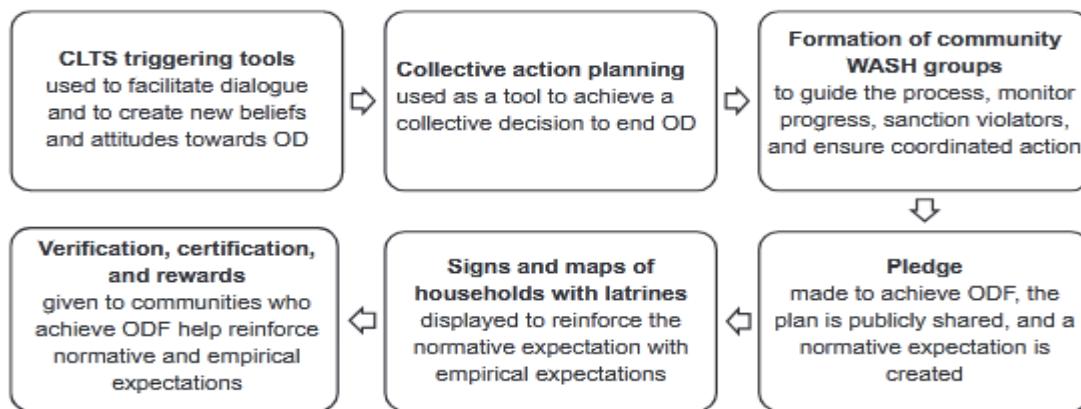 CLTS triggering tools
used to facilitate dialogue
and to create new beliefs
and attitudes towards OD
Collective action planning
used as a tool to achieve a
collective decision to end OD
Formation of community
WASH groups
to guide the process, monitor
progress, sanction violators,
and ensure coordinated action
Pledge
made to achieve ODF, the
plan is publicly shared, and a
normative expectation is
created
Signs and maps of
households with latrines
displayed to reinforce the
normative expectation with
empirical expectations
Verification, certification,
and rewards
given to communities who
achieve ODF help reinforce
normative and empirical
expectations